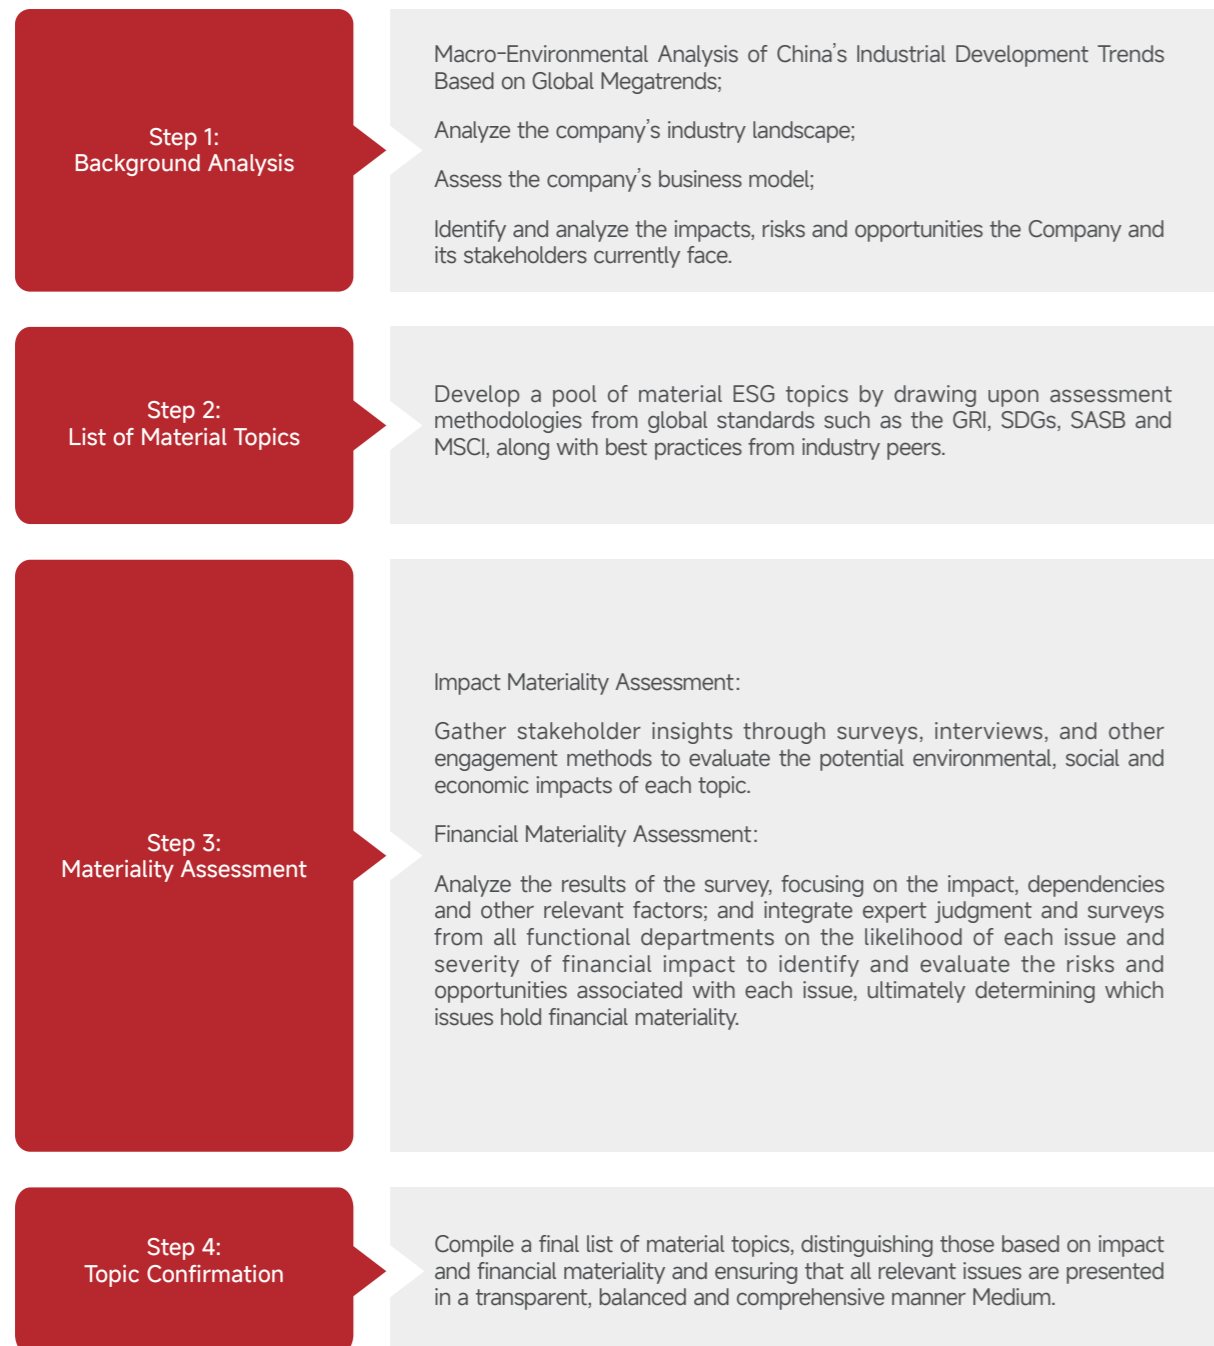 Step 1:
Background Analysis
Macro-Environmental Analysis of China's Industrial Development Trends
Based on Global Megatrends;
Analyze the company's industry landscape;
Assess the company's business model;
Identify and analyze the impacts, risks and opportunities the Company and
its stakeholders currently face.
Step 2:
List of Material Topics
Develop a pool of material ESG topics by drawing upon assessment
methodologies from global standards such as the GRI, SDGs, SASB and
MSCI, along with best practices from industry peers.
Step 3:
Materiality Assessment
Impact Materiality Assessment:
Gather stakeholder insights through surveys, interviews, and other
engagement methods to evaluate the potential environmental, social and
economic impacts of each topic.
Financial Materiality Assessment:
Analyze the results of the survey, focusing on the impact, dependencies
and other relevant factors; and integrate expert judgment and surveys
from all functional departments on the likelihood of each issue and
severity of financial impact to identify and evaluate the risks and
opportunities associated with each issue, ultimately determining which
issues hold financial materiality.
Step 4:
Topic Confirmation
Compile a final list of material topics, distinguishing those based on impact
and financial materiality and ensuring that all relevant issues are presented
in a transparent, balanced and comprehensive manner Medium.